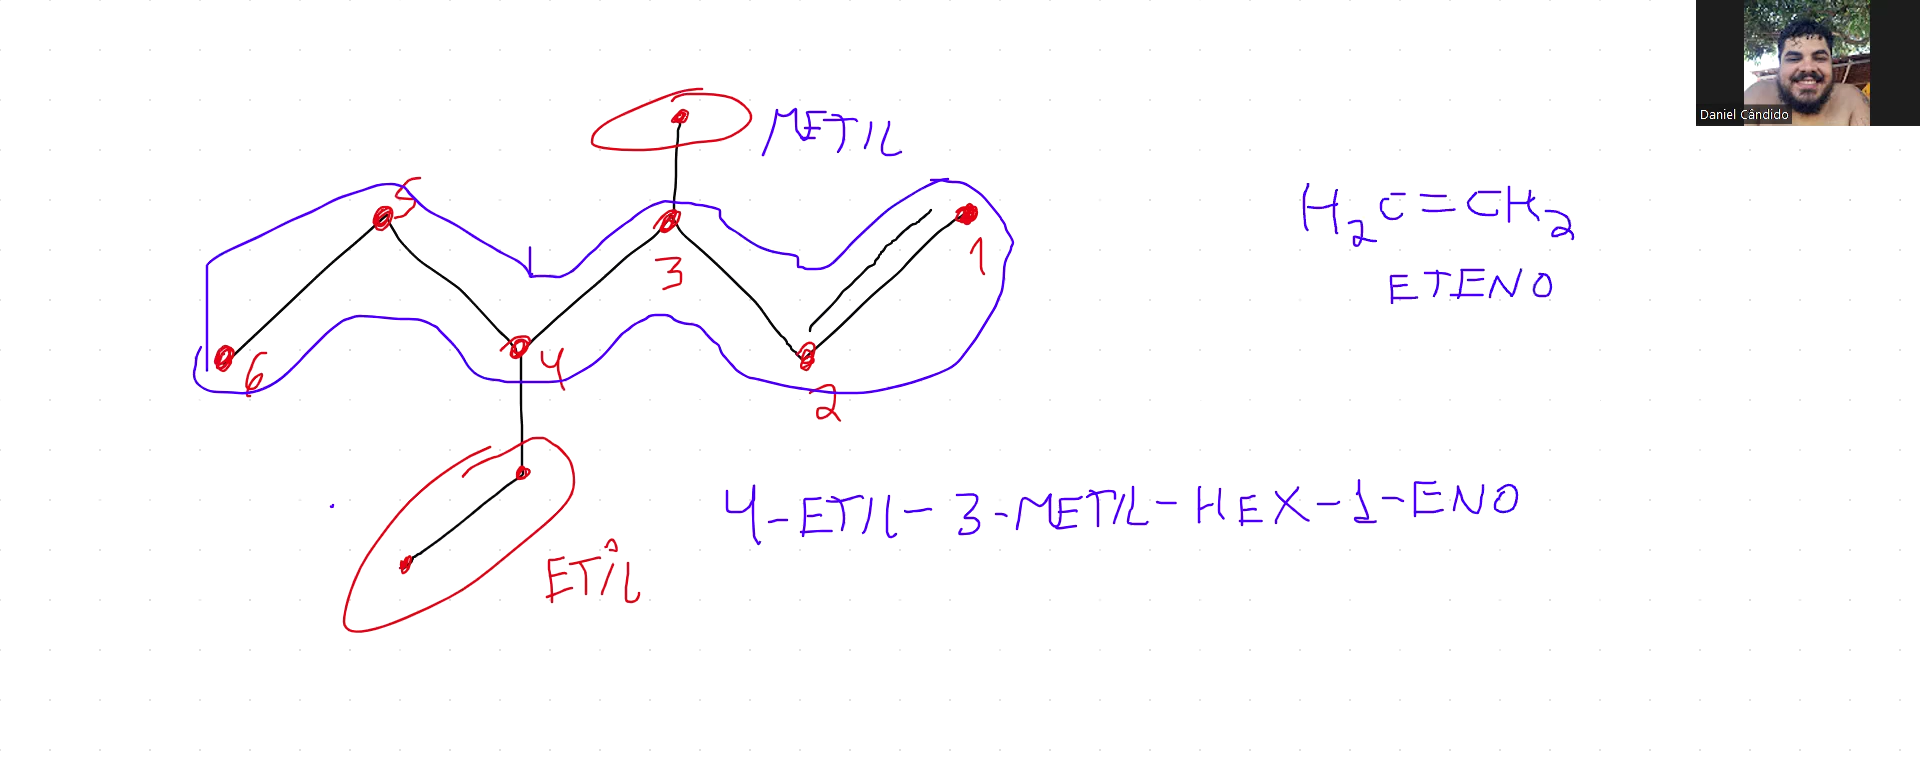 Daniel Cândido
METIL
5
3
1
6
4
2
H2C=CH2
ETENO
4-ETIL-3-METIL-HEX-1-ENO
ETIL